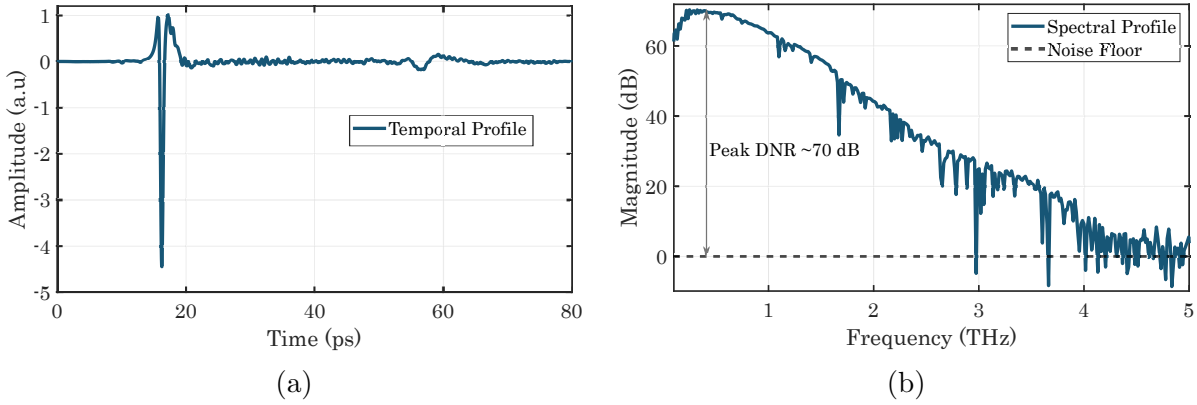 1
0
-1
-2
-3
-4
-5
Amplitude (a.u)
Temporal Profile
0 20 40 60 80
Time (ps)
(a)
60
40
20
0
Magnitude (dB)
Spectral Profile
Noise Floor
Peak DNR ~70 dB
1 2 3 4 5
Frequency (THz)
(b)